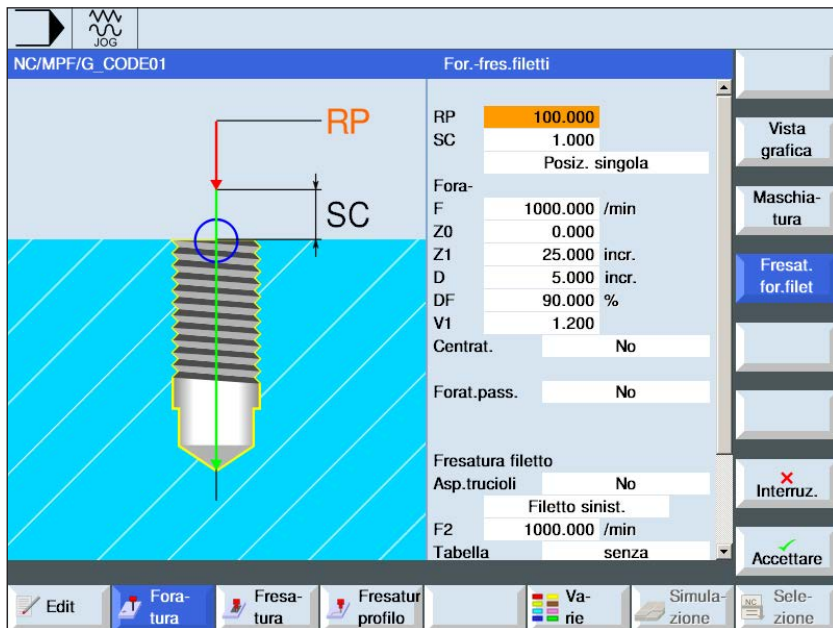 JOG
NC/MPF/G_CODE01
For.-fres.filetti
RP
SC
RP 100.000
SC 1.000
Posiz. singola
Fora-
F 1000.000 /min
Z0 0.000
Z1 25.000 incr.
D 5.000 incr.
DF 90.000 %
V1 1.200
Centrat. No
Forat.pass. No
Fresatura filetto
Asp.trucioli No
Filetto sinist.
F2 1000.000 /min
Tabella senza
Vista
grafica
Maschia-
tura
Fresat.
for.filet
Interruz.
Accettare
Edit
Fora-
tura
Fresa-
tura
Fresatur
profilo
Va-
rie
Simula-
zione
NC
Sele-
zione